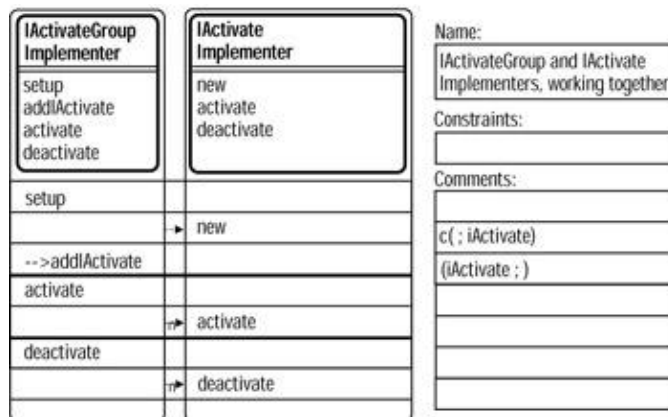 IActivateGroup
Implementer
setup
addIActivate
activate
deactivate
IActivate
Implementer
new
activate
deactivate
setup
new
-->addIActivate
activate
n activate
deactivate
n deactivate
Name:
IActivateGroup and IActivate
Implementers, working together
Constraints:
Comments:
c( ; iActivate)
(iActivate ; )